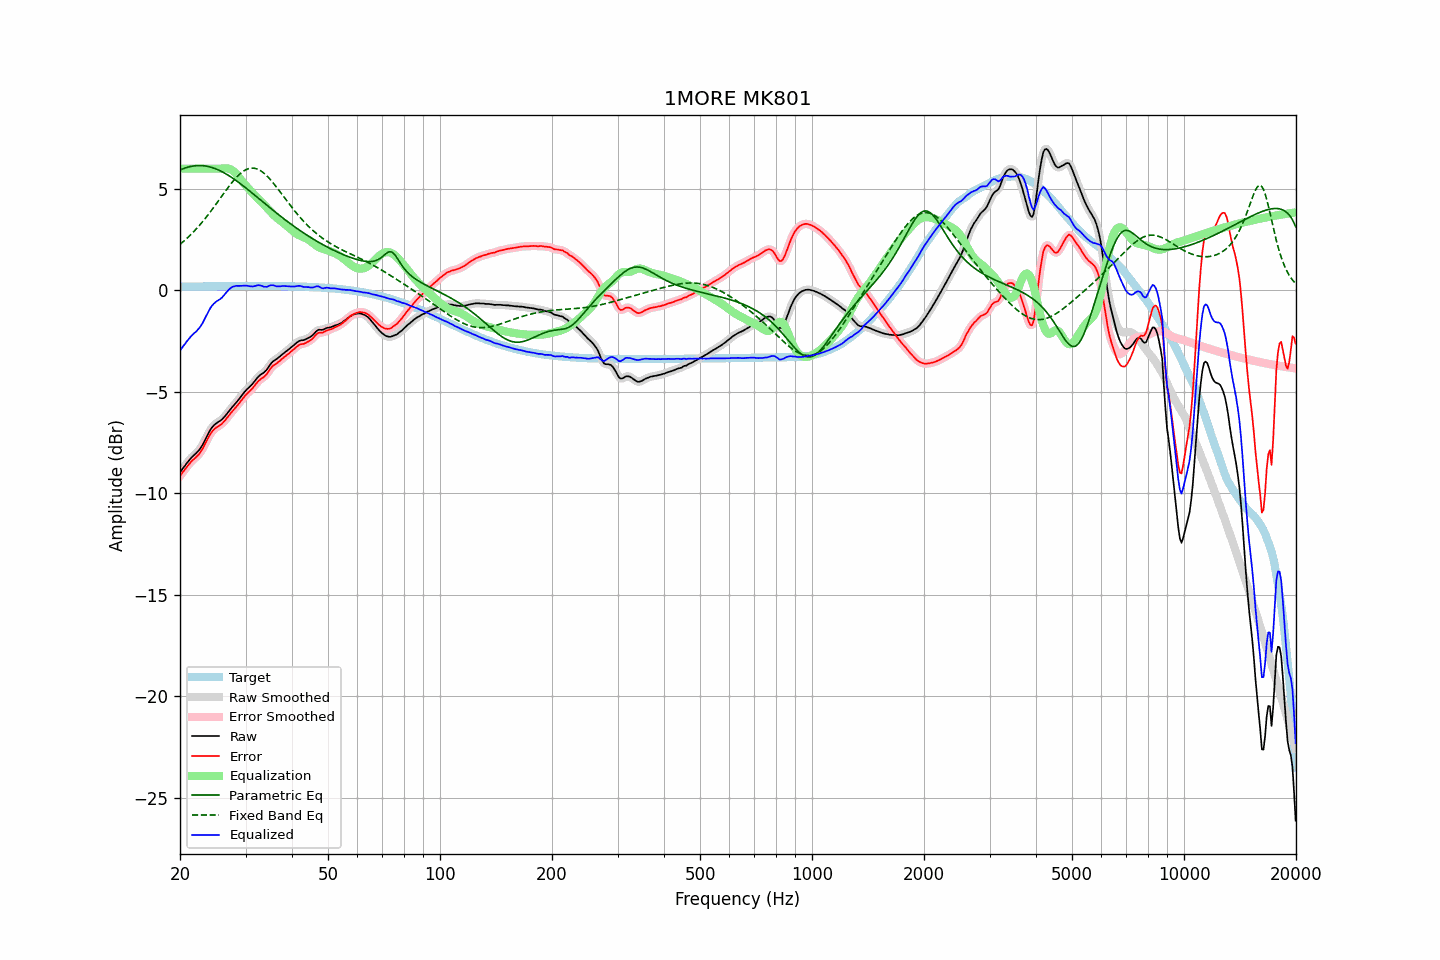 1MORE MK801
Amplitude (dBr)
5
0
−5
−10
−15
−20
−25
Target
Raw Smoothed
Error Smoothed
Raw
Error
Equalization
Parametric Eq
Fixed Band Eq
Equalized
20 50 100 200 500 1000 2000 5000 10000 20000
Frequency (Hz)